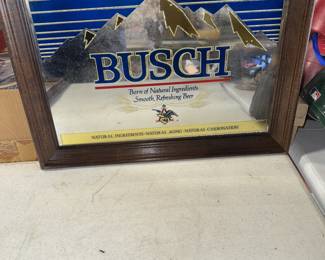 BUSCH
Born of Natural Ingredients
Smooth, Refreshing Beer
NATURAL INGREDIENTS · NATURAL AGING · NATURAL CARBONATION